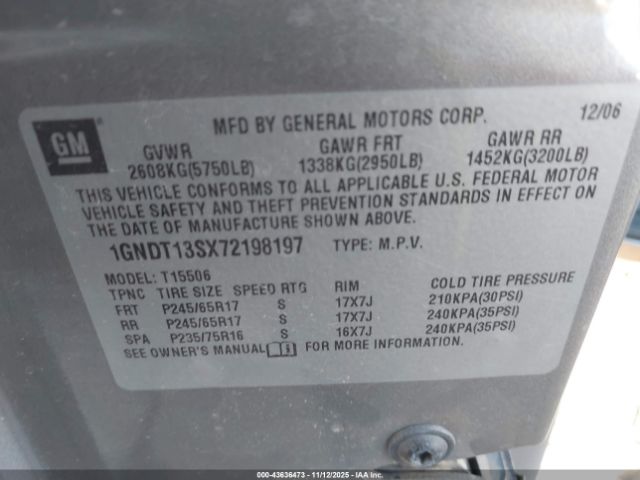 GM
MFD BY GENERAL MOTORS CORP. 12/06
GVWR GAWR FRT GAWR RR
2608KG(5750LB) 1338KG(2950LB) 1452KG(3200LB)
THIS VEHICLE CONFORMS TO ALL APPLICABLE U.S. FEDERAL MOTOR
VEHICLE SAFETY AND THEFT PREVENTION STANDARDS IN EFFECT ON
THE DATE OF MANUFACTURE SHOWN ABOVE.
1GNDT13SX72198197 TYPE: M.P.V.
MODEL: T15506
TPNC TIRE SIZE SPEED RTG RIM COLD TIRE PRESSURE
FRT P245/65R17 S 17X7J 210KPA(30PSI)
RR P245/65R17 S 17X7J 240KPA(35PSI)
SPA P235/75R16 S 16X7J 240KPA(35PSI)
SEE OWNER'S MANUAL FOR MORE INFORMATION.
000-43636473 - 11/12/2025 - IAAI.COM